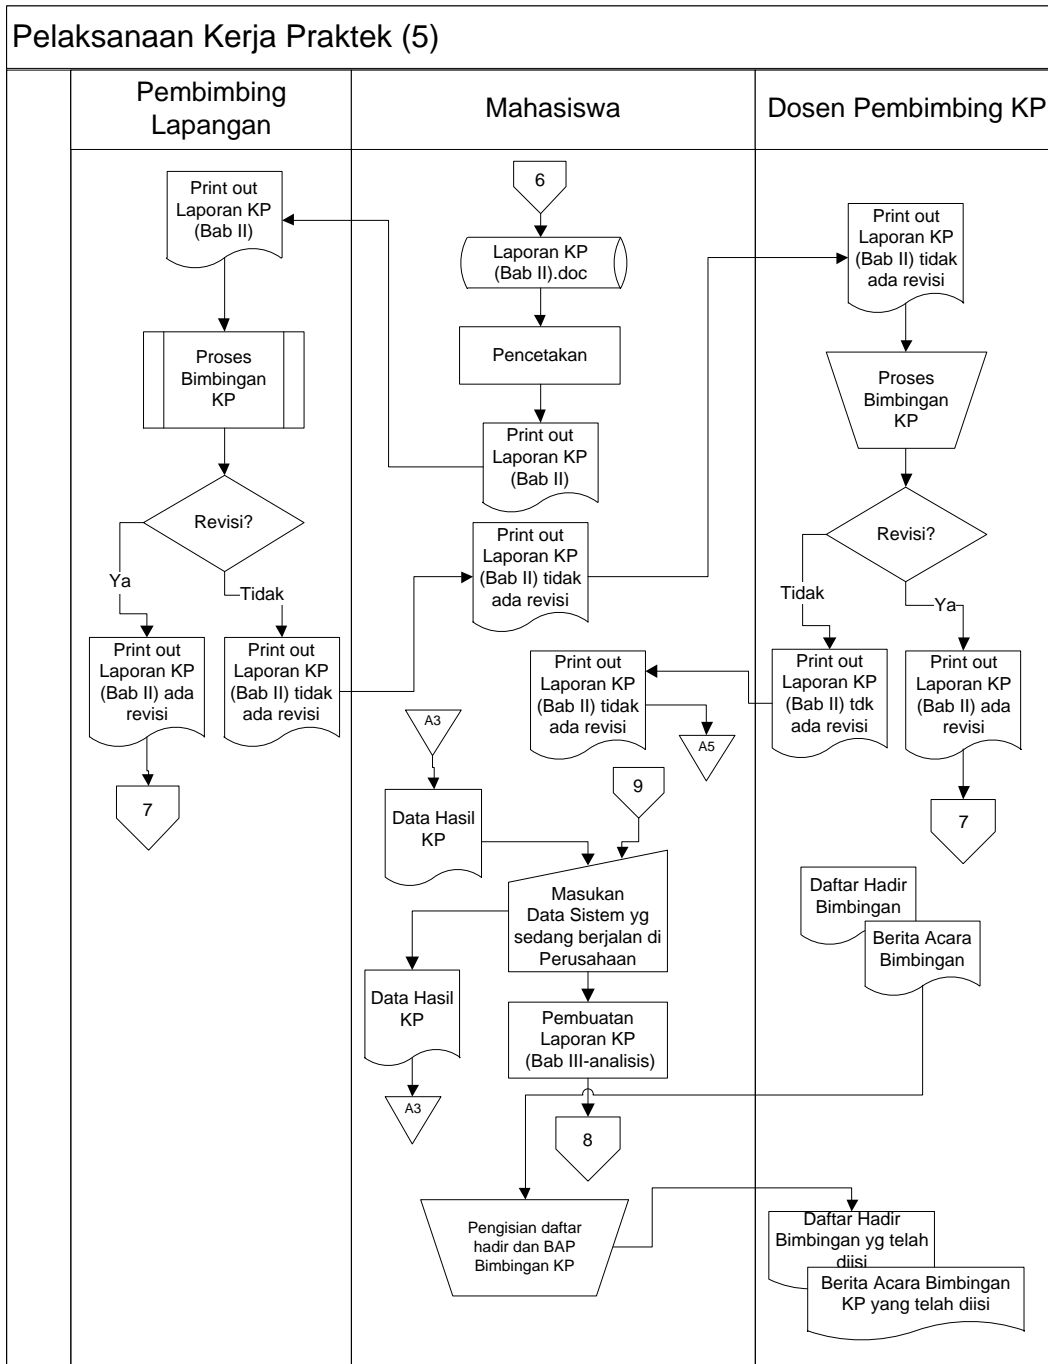 Pelaksanaan Kerja Praktek (5)
Pembimbing
Lapangan
Mahasiswa
Dosen Pembimbing KP
Print out
Laporan KP
(Bab II)
Proses
Bimbingan
KP
Revisi?
Ya
Tidak
Print out
Laporan KP
(Bab II) ada
revisi
Print out
Laporan KP
(Bab II) tidak
ada revisi
7
6
Laporan KP
(Bab II).doc
Pencetakan
Print out
Laporan KP
(Bab II)
Print out
Laporan KP
(Bab II) tidak
ada revisi
Print out
Laporan KP
(Bab II) tidak
ada revisi
A3
A5
9
Data Hasil
KP
Masukan
Data Sistem yg
sedang berjalan di
Perusahaan
Data Hasil
KP
A3
Pembuatan
Laporan KP
(Bab III-analisis)
8
Pengisian daftar
hadir dan BAP
Bimbingan KP
Print out
Laporan KP
(Bab II) tidak
ada revisi
Proses
Bimbingan
KP
Revisi?
Tidak
Ya
Print out
Laporan KP
(Bab II) tdk
ada revisi
Print out
Laporan KP
(Bab II) ada
revisi
7
Daftar Hadir
Bimbingan
Berita Acara
Bimbingan
Daftar Hadir
Bimbingan yg telah
diisi
Berita Acara Bimbingan
KP yang telah diisi